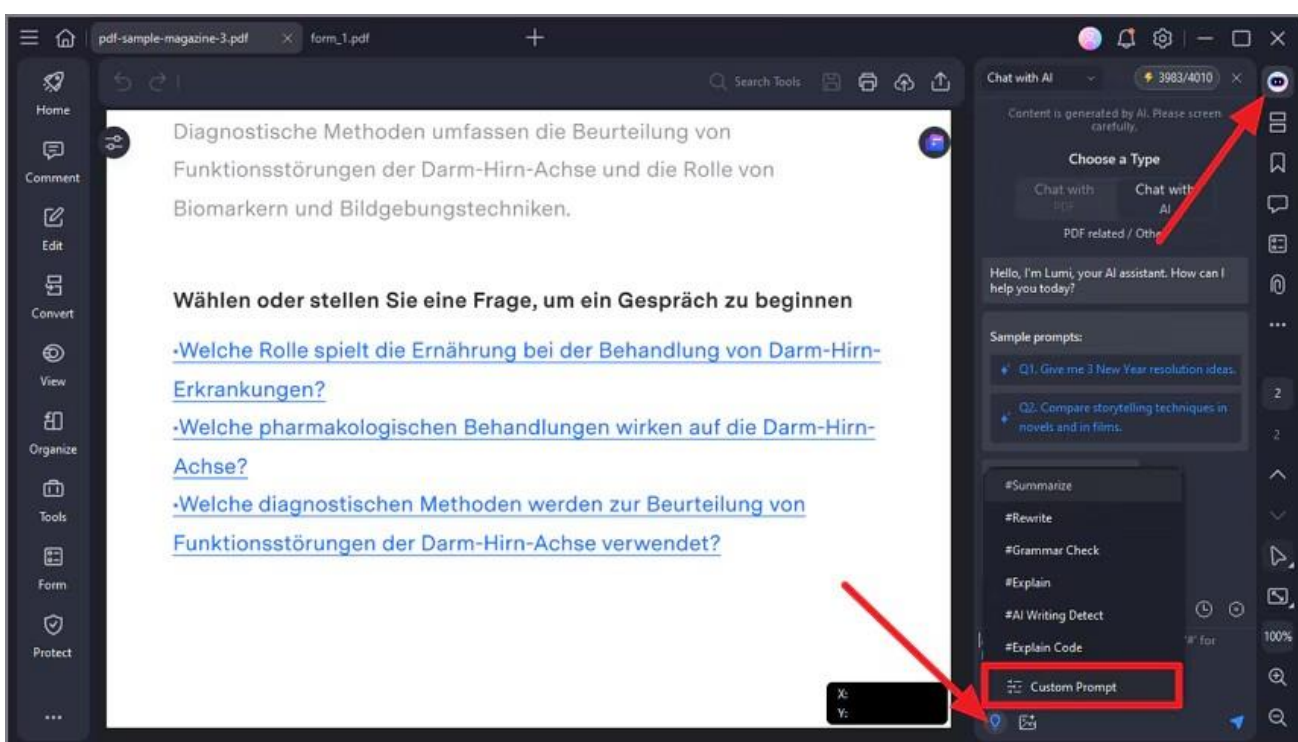 pdf-sample-magazine-3.pdf
form_1.pdf
Search Tools
Home
Comment
Edit
Convert
View
Organize
Tools
Form
Protect
Diagnostische Methoden umfassen die Beurteilung von
Funktionsstörungen der Darm-Hirn-Achse und die Rolle von
Biomarkern und Bildgebungstechniken.
Wählen oder stellen Sie eine Frage, um ein Gespräch zu beginnen
•Welche Rolle spielt die Ernährung bei der Behandlung von Darm-Hirn-
Erkrankungen?
•Welche pharmakologischen Behandlungen wirken auf die Darm-Hirn-
Achse?
•Welche diagnostischen Methoden werden zur Beurteilung von
Funktionsstörungen der Darm-Hirn-Achse verwendet?
X:
Y:
Chat with AI
3983/4010
Content is generated by AI. Please screen
carefully.
Choose a Type
Chat with
PDF
Chat with
AI
PDF related /
Hello, I'm Lumi, your AI assistant. How can I
help you today?
Sample prompts:
Q1. Give me 3 New Year resolution ideas.
Q2. Compare storytelling techniques in
novels and in films.
#Summarize
#Rewrite
#Grammar Check
#Explain
#AI Writing Detect
#Explain Code
'#' for
Custom Prompt
2
2
100%